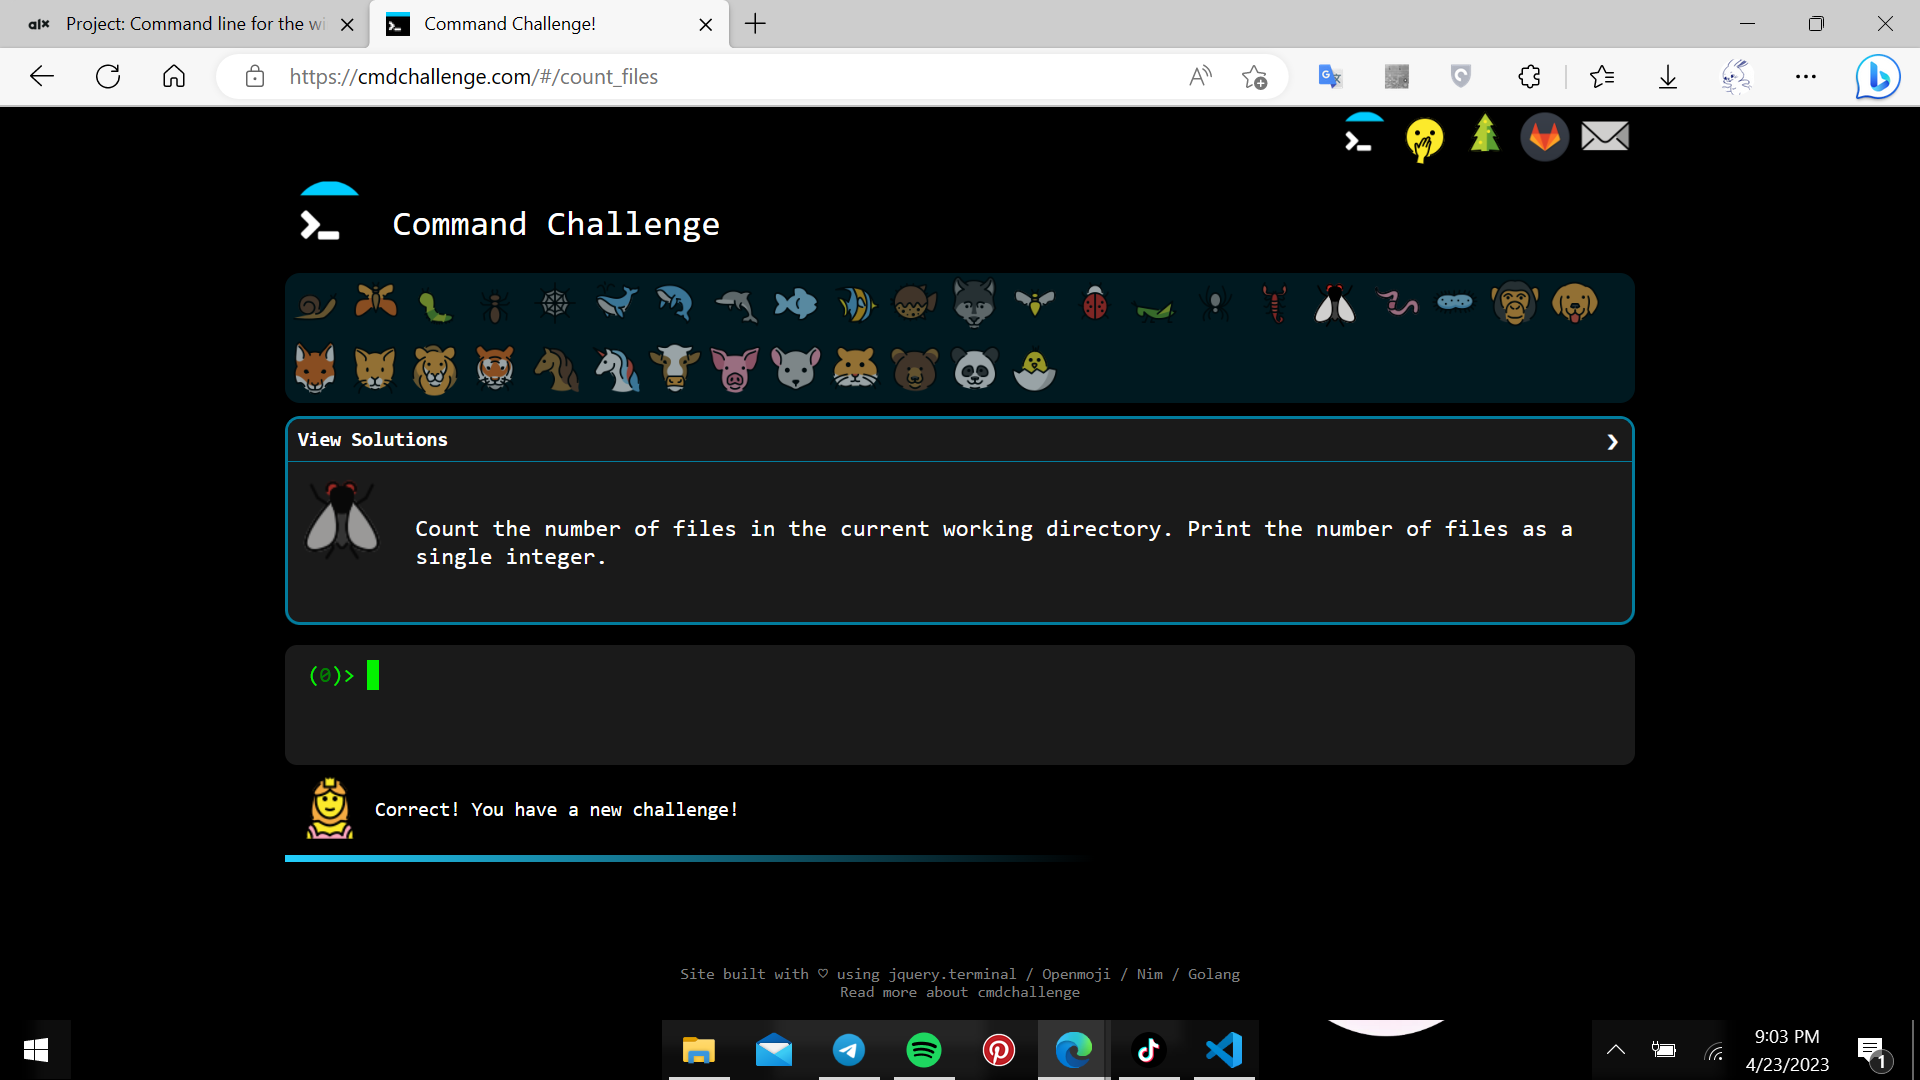 alx Project: Command line for the wi
Command Challenge!
https://cmdchallenge.com/#/count_files
Command Challenge
View Solutions
Count the number of files in the current working directory. Print the number of files as a
single integer.
(0)>
Correct! You have a new challenge!
Site built with ♡ using jquery.terminal / Openmoji / Nim / Golang
Read more about cmdchallenge
9:03 PM
4/23/2023
1